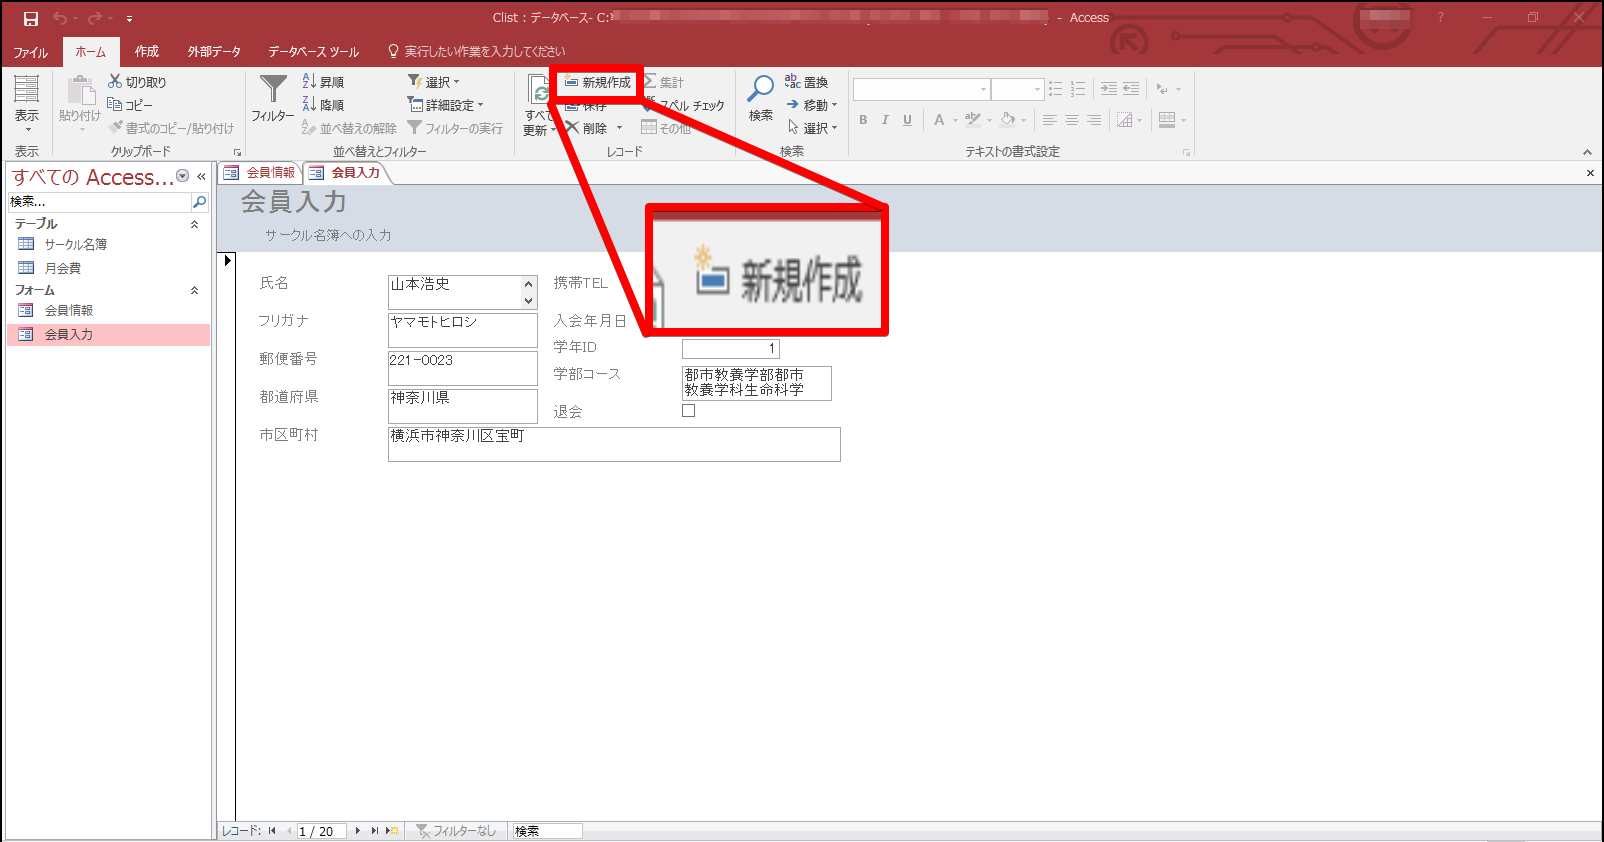 Clist : データベース- C:¥ - Access ?
ファイル ホーム 作成 外部データ データベース ツール 実行したい作業を入力してください
表示
表示
貼り付け
切り取り
コピー
書式のコピー/貼り付け
クリップボード
フィルター
昇順
降順
並べ替えの解除
選択
詳細設定
フィルターの実行
並べ替えとフィルター
すべて
更新
新規作成
保存
削除
集計
スペル チェック
その他
レコード
検索
置換
移動
選択
検索
B I U A
テキストの書式設定
すべての Access...
検索...
テーブル
サークル名簿
月会費
フォーム
会員情報
会員入力
会員情報 会員入力
会員入力
サークル名簿への入力
新規作成
氏名 山本浩史 携帯TEL
フリガナ ヤマモトヒロシ 入会年月日
学年ID 1
郵便番号 221-0023
学部コース 都市教養学部都市
教養学科生命科学
都道府県 神奈川県
退会
市区町村 横浜市神奈川区宝町
レコード: 1 / 20 フィルターなし 検索